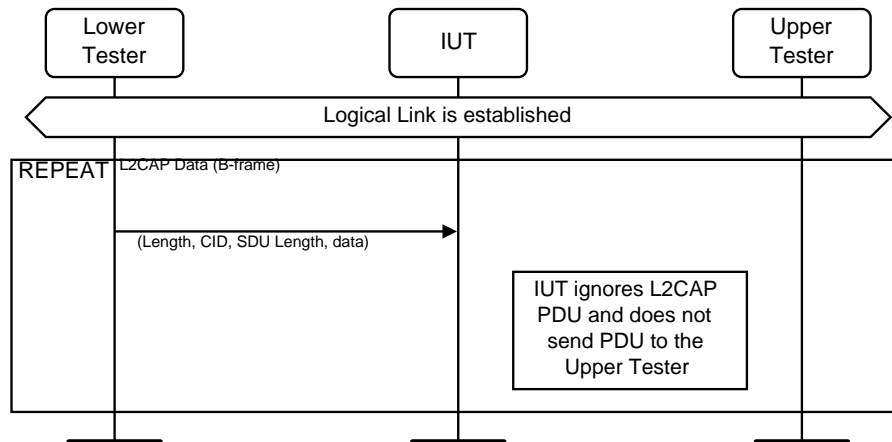 Lower
Tester
IUT
Upper
Tester
Logical Link is established
REPEAT
L2CAP Data (B-frame)
(Length, CID, SDU Length, data)
IUT ignores L2CAP
PDU and does not
send PDU to the
Upper Tester